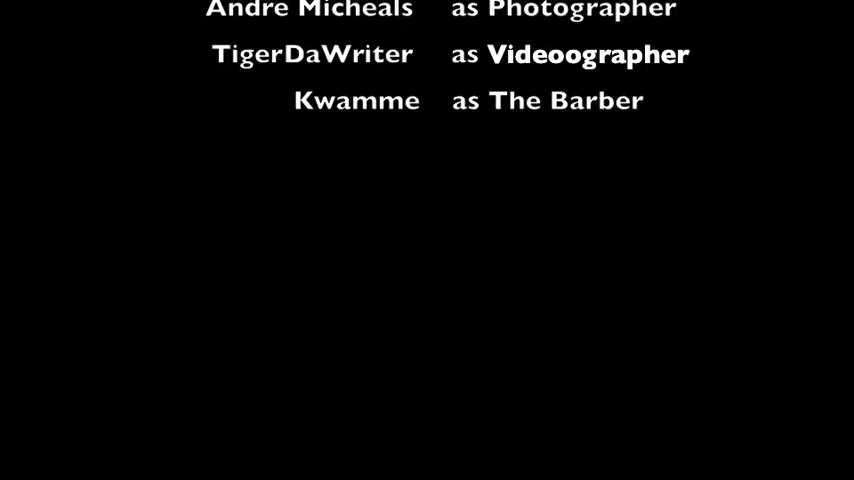 Andre Micheals as Photographer
TigerDaWriter as Videoographer
Kwamme as The Barber